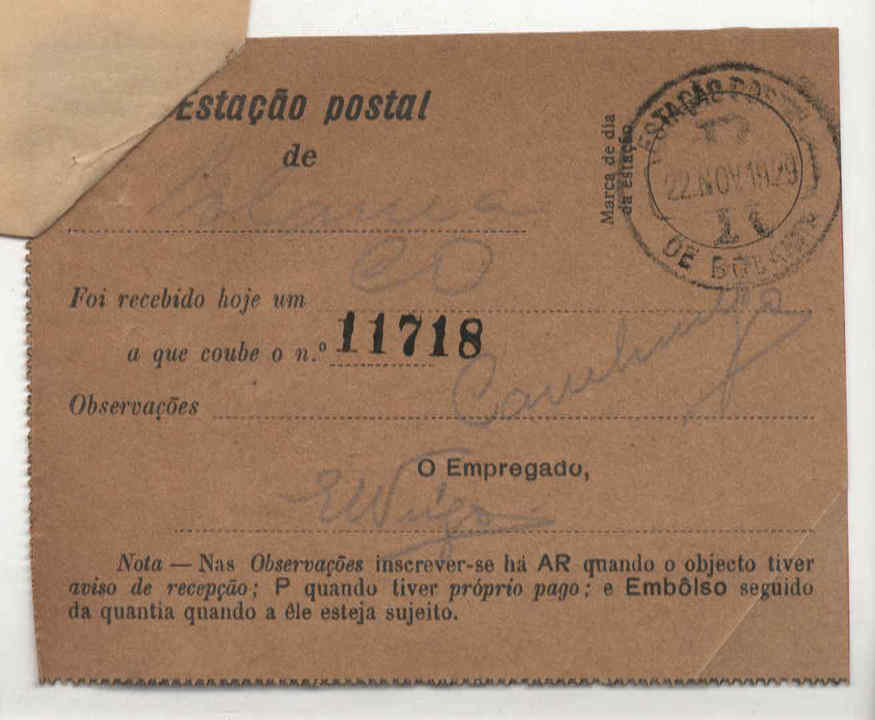 Estação postal
de
Marca de dia
da estação
ESTAÇÃO POSTAL
22.NOV.1929
DE
Foi recebido hoje um
a que coube o n.º 11718
Observações
O Empregado,
Nota — Nas Observações inscrever-se há AR quando o objecto tiver
aviso de recepção; P quando tiver próprio pago; e Embôlso seguido
da quantia quando a êle esteja sujeito.